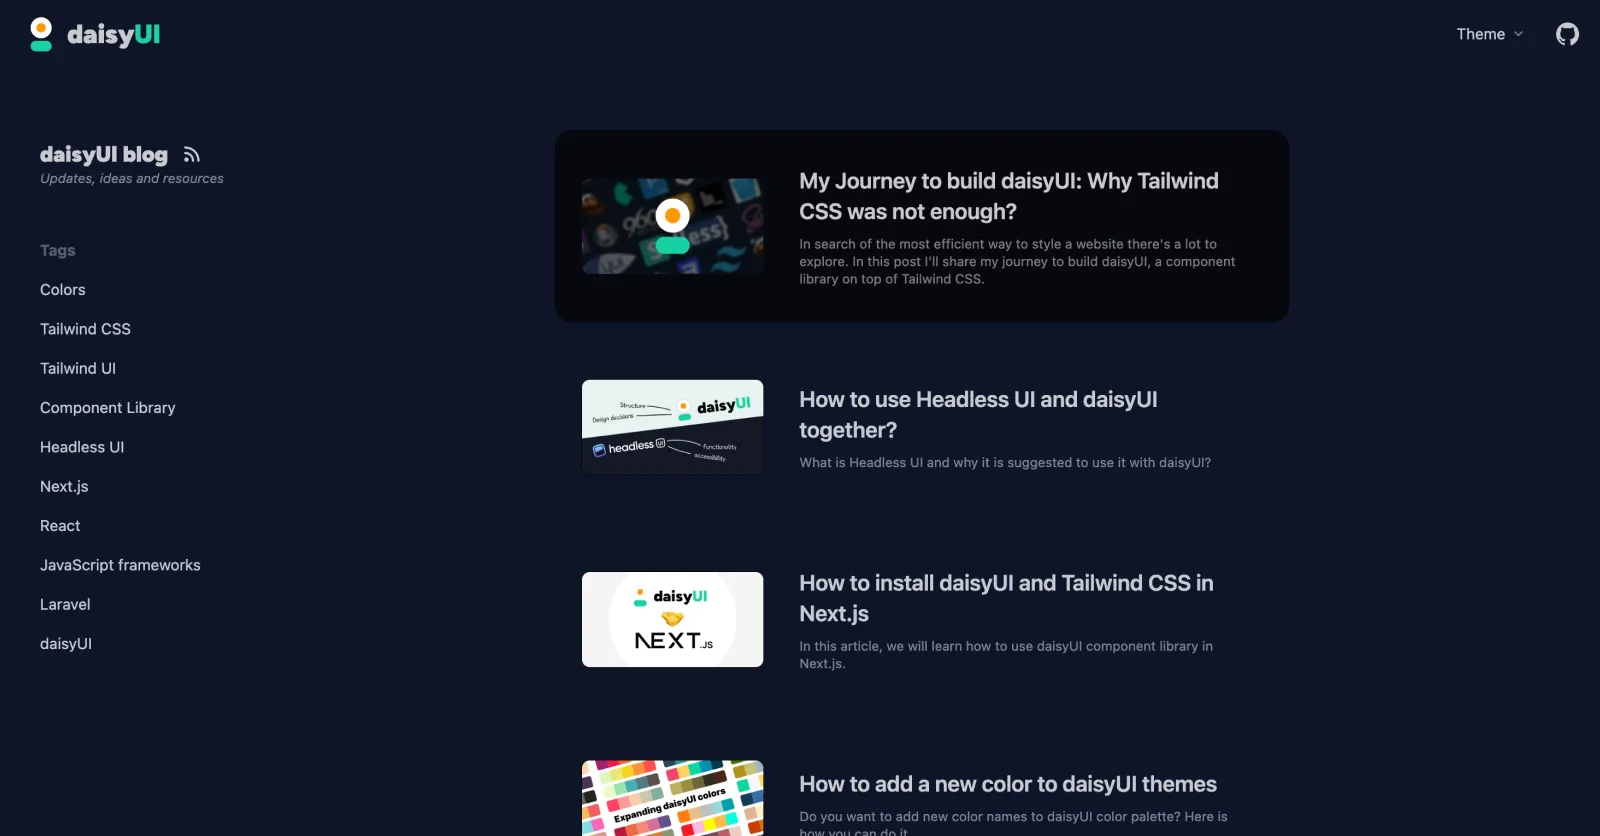 daisyUI
Theme
daisyUI blog
Updates, ideas and resources
Tags
Colors
Tailwind CSS
Tailwind UI
Component Library
Headless UI
Next.js
React
JavaScript frameworks
Laravel
daisyUI
My Journey to build daisyUI: Why Tailwind
CSS was not enough?
In search of the most efficient way to style a website there's a lot to
explore. In this post I'll share my journey to build daisyUI, a component
library on top of Tailwind CSS.
Structure
Design decisions
daisyUI
headless UI
Functionality
accessibility
How to use Headless UI and daisyUI
together?
What is Headless UI and why it is suggested to use it with daisyUI?
daisyUI
NEXT.JS
How to install daisyUI and Tailwind CSS in
Next.js
In this article, we will learn how to use daisyUI component library in
Next.js.
Expanding daisyUI colors
How to add a new color to daisyUI themes
Do you want to add new color names to daisyUI color palette? Here is
how you can do it